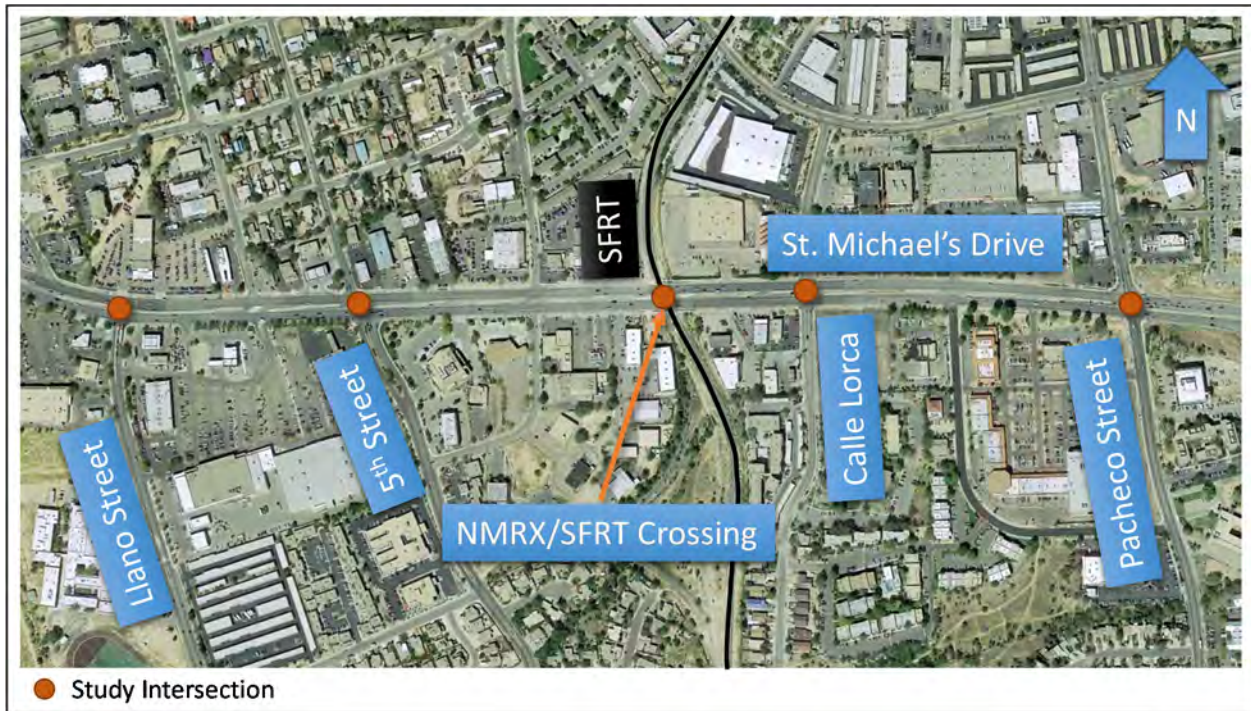 N
SFRT
St. Michael's Drive
Llano Street
5th Street
NMRX/SFRT Crossing
Calle Lorca
Pacheco Street
Study Intersection